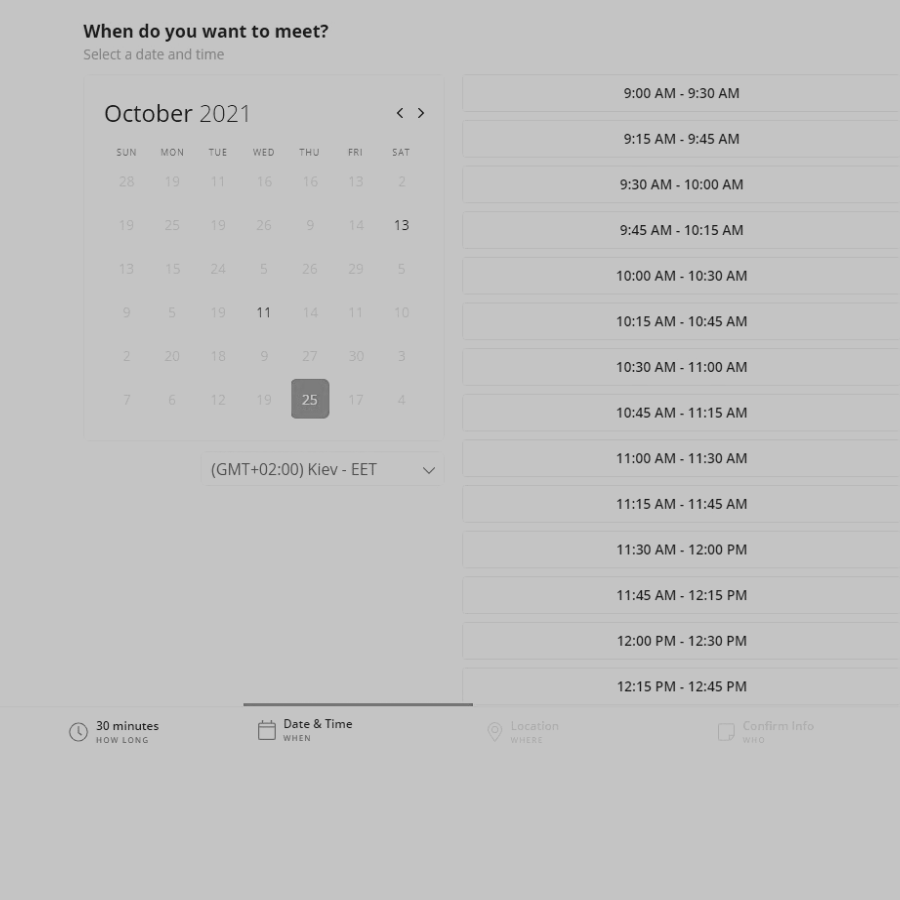 When do you want to meet?
Select a date and time
October 2021
SUN MON TUE WED THU FRI SAT
28 19 11 16 16 13 2
19 25 19 26 9 14 13
13 15 24 5 26 29 5
9 5 19 11 14 11 10
2 20 18 9 27 30 3
7 6 12 19 25 17 4
(GMT+02:00) Kiev - EET
9:00 AM - 9:30 AM
9:15 AM - 9:45 AM
9:30 AM - 10:00 AM
9:45 AM - 10:15 AM
10:00 AM - 10:30 AM
10:15 AM - 10:45 AM
10:30 AM - 11:00 AM
10:45 AM - 11:15 AM
11:00 AM - 11:30 AM
11:15 AM - 11:45 AM
11:30 AM - 12:00 PM
11:45 AM - 12:15 PM
12:00 PM - 12:30 PM
12:15 PM - 12:45 PM
30 minutes
HOW LONG
Date & Time
WHEN
Location
WHERE
Confirm Info
WHO